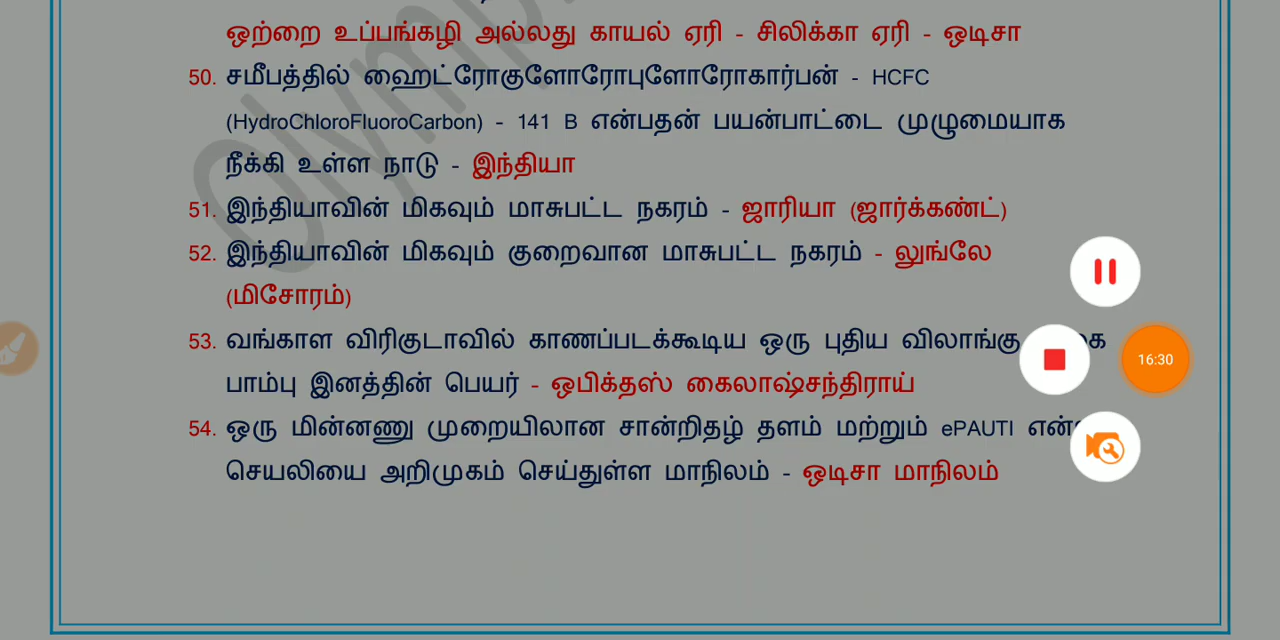 ஒற்றை உப்பங்கழி அல்லது காயல் ஏரி - சிலிக்கா ஏரி - ஒடிசா
50. சமீபத்தில் ஹைட்ரோகுளோரோபுளோரோகார்பன் - HCFC
(HydroChloroFluoroCarbon) - 141 B என்பதன் பயன்பாட்டை முழுமையாக
நீக்கி உள்ள நாடு - இந்தியா
51. இந்தியாவின் மிகவும் மாசுபட்ட நகரம் - ஜாரியா (ஜார்க்கண்ட்)
52. இந்தியாவின் மிகவும் குறைவான மாசுபட்ட நகரம் - லுங்லே
(மிசோரம்)
53. வங்காள விரிகுடாவில் காணப்படக்கூடிய ஒரு புதிய விலாங்கு
பாம்பு இனத்தின் பெயர் - ஒபிக்தஸ் கைலாஷ்சந்திராய்
16:30
54. ஒரு மின்னணு முறையிலான சான்றிதழ் தளம் மற்றும் ePAUTI
செயலியை அறிமுகம் செய்துள்ள மாநிலம் - ஒடிசா மாநிலம்